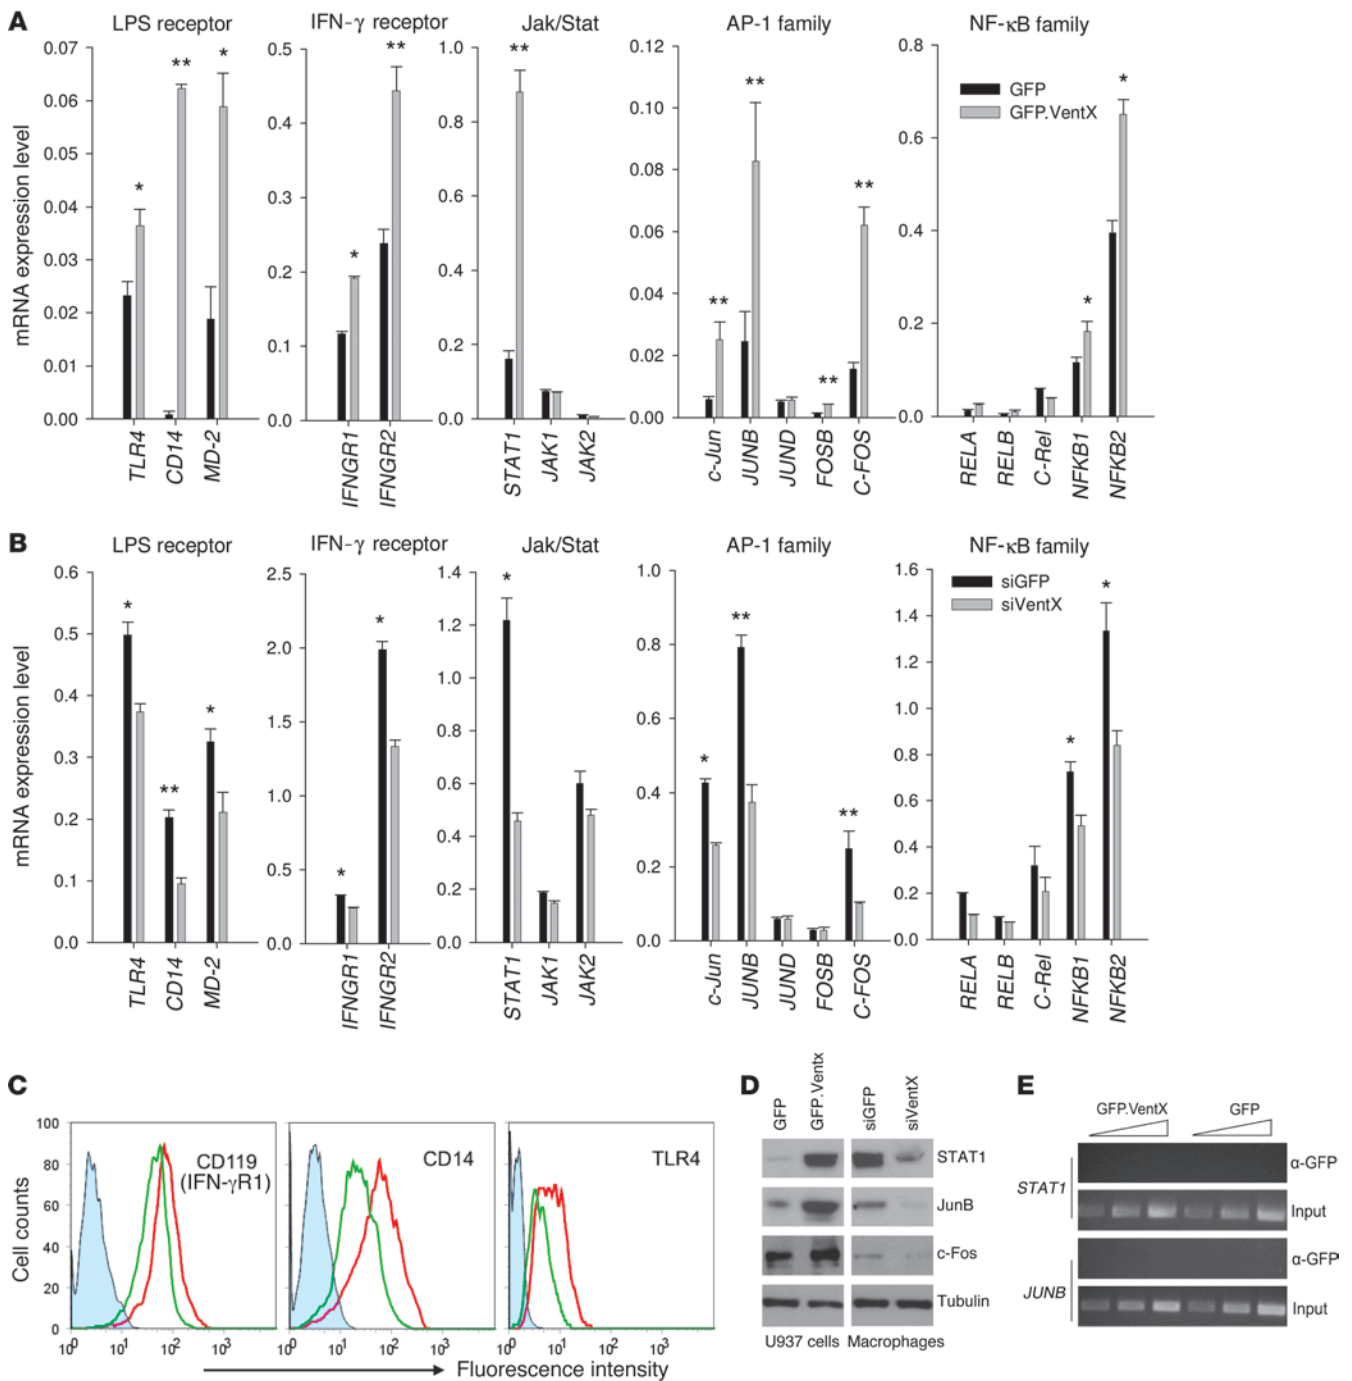 A
LPS receptor
IFN-γ receptor
Jak/Stat
AP-1 family
NF-κB family
mRNA expression level
0.07
0.06
0.05
0.04
0.03
0.02
0.01
0.00
* ** *
TLR4
CD14
MD-2
0.5
0.4
0.3
0.2
0.1
0.0
* **
IFNGR1
IFNGR2
1.0
0.8
0.6
0.4
0.2
0.0
**
STAT1
JAK1
JAK2
0.12
0.10
0.08
0.06
0.04
0.02
0.00
** ** ** **
c-Jun
JUNB
JUND
FOSB
C-FOS
0.8
0.6
0.4
0.2
0.0
GFP
GFP.VentX
* *
RELA
RELB
C-Rel
NFKB1
NFKB2
B
LPS receptor
IFN-γ receptor
Jak/Stat
AP-1 family
NF-κB family
mRNA expression level
0.6
0.5
0.4
0.3
0.2
0.1
0.0
* ** *
TLR4
CD14
MD-2
2.5
2.0
1.5
1.0
0.5
0.0
* *
IFNGR1
IFNGR2
1.4
1.2
1.0
0.8
0.6
0.4
0.2
0.0
*
STAT1
JAK1
JAK2
1.0
0.8
0.6
0.4
0.2
0.0
* ** **
c-Jun
JUNB
JUND
FOSB
C-FOS
1.6
1.4
1.2
1.0
0.8
0.6
0.4
0.2
0.0
siGFP
siVentX
* *
RELA
RELB
C-Rel
NFKB1
NFKB2
C
Cell counts
100
80
60
40
20
0
CD119
(IFN-γR1)
10⁰ 10¹ 10² 10³
CD14
10⁰ 10¹ 10² 10³
TLR4
10⁰ 10¹ 10² 10³
Fluorescence intensity
D
GFP
GFP.Ventx
siGFP
siVentX
STAT1
JunB
c-Fos
Tubulin
U937 cells Macrophages
E
GFP.VentX GFP
STAT1
α-GFP
Input
JUNB
α-GFP
Input